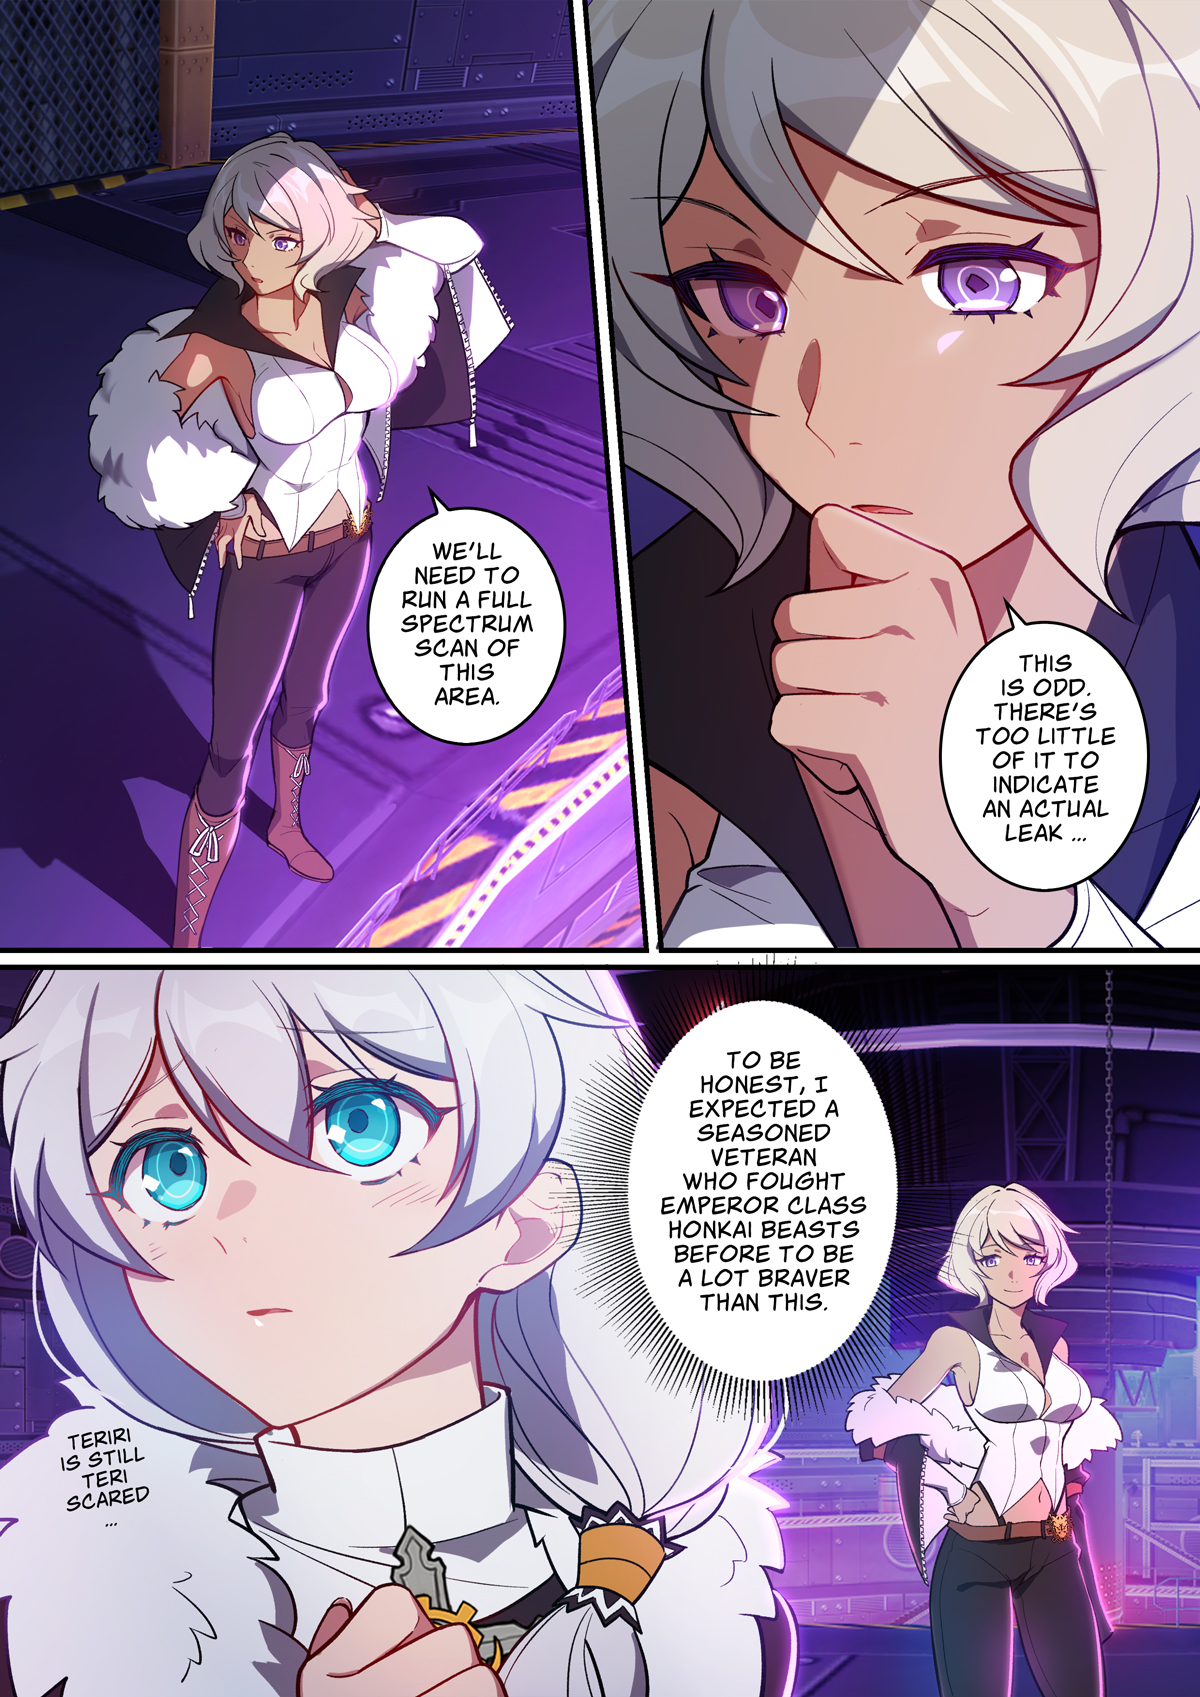 WE'LL
NEED TO
RUN A FULL
SPECTRUM
SCAN OF
THIS
AREA.
THIS
IS ODD.
THERE'S
TOO LITTLE
OF IT TO
INDICATE
AN ACTUAL
LEAK ...
TO BE
HONEST, I
EXPECTED A
SEASONED
VETERAN
WHO FOUGHT
EMPEROR CLASS
HONKAI BEASTS
BEFORE TO BE
A LOT BRAVER
THAN THIS.
TERIRI
IS STILL
TERI
SCARED
...